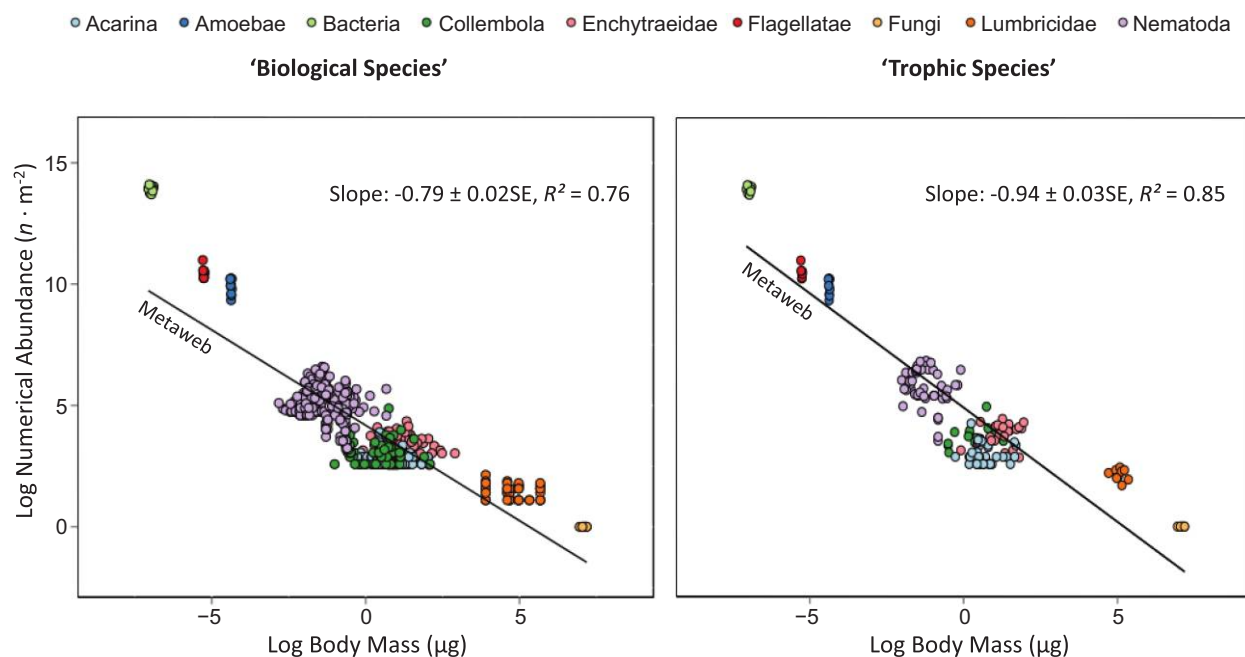 Acarina Amoebae Bacteria Collembola Enchytraeidae Flagellatae Fungi Lumbricidae Nematoda
‘Biological Species’
‘Trophic Species’
Log Numerical Abundance (n · m⁻²)
15
10
5
0
Slope: -0.79 ± 0.02SE, R² = 0.76
Metaweb
−5 0 5
Log Body Mass (µg)
Slope: -0.94 ± 0.03SE, R² = 0.85
Metaweb
−5 0 5
Log Body Mass (µg)